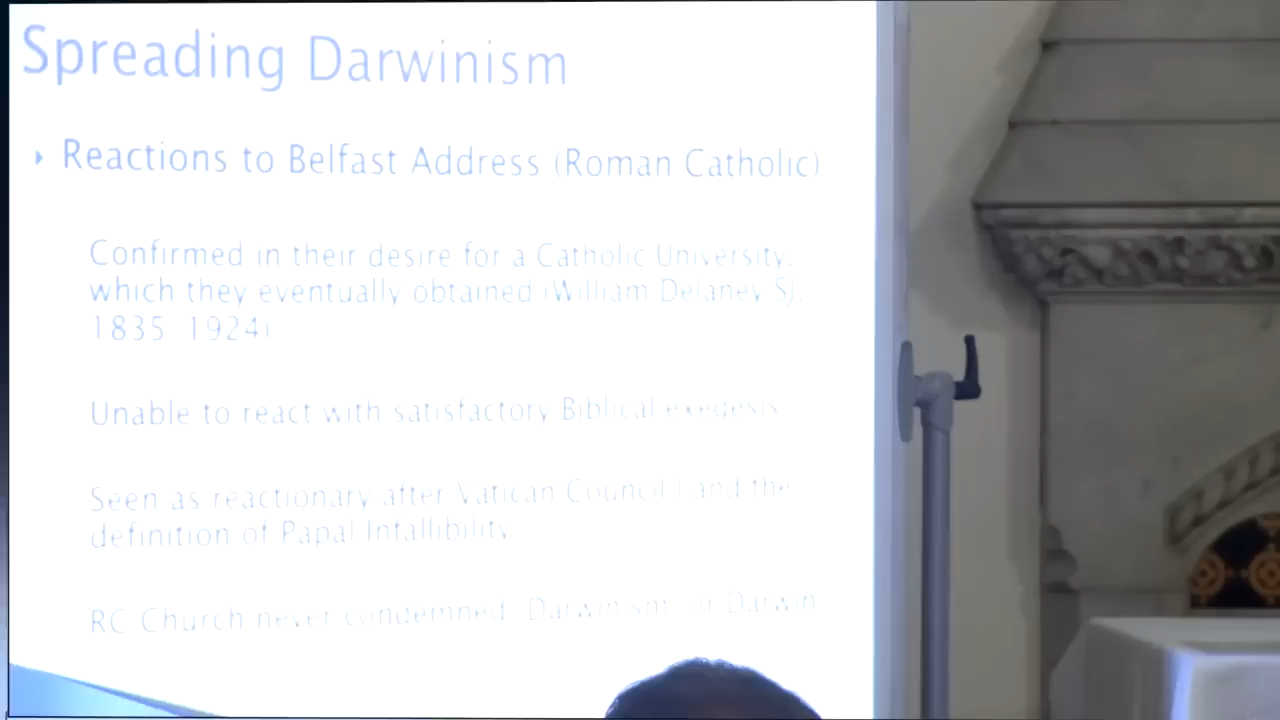 Spreading Darwinism
Reactions to Belfast Address (Roman Catholic)
Confirmed in their desire for a Catholic University,
which they eventually obtained (William Delaney SJ,
1835 1924)
Unable to react with satisfactory Biblical exegesis
Seen as reactionary after Vatican Council I and the
definition of Papal Infallibility
RC Church never condemned Darwinism or Darwin